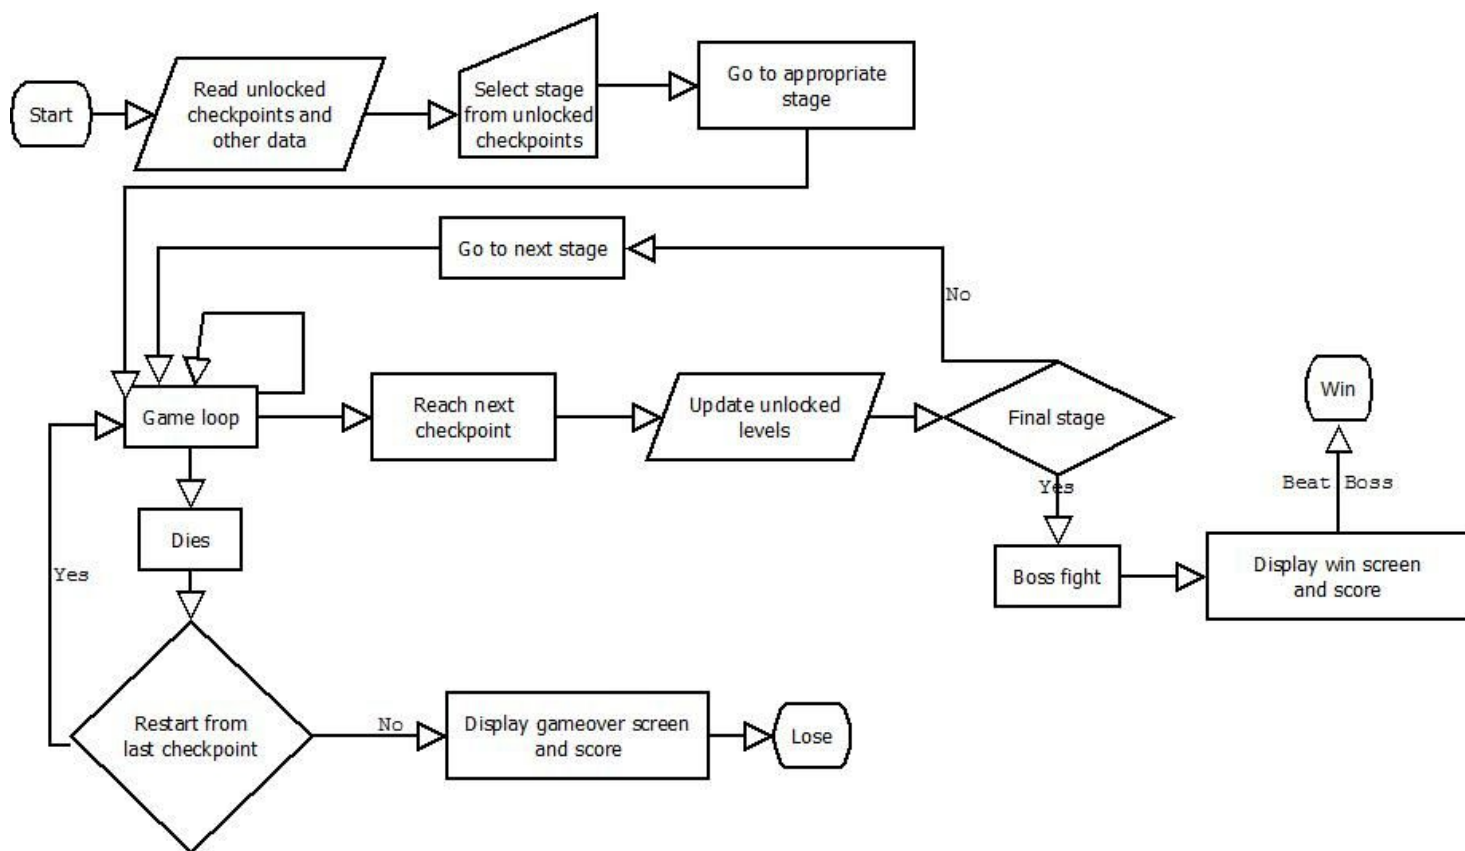 Start
Read unlocked
checkpoints and
other data
Select stage
from unlocked
checkpoints
Go to appropriate
stage
Go to next stage
No
Game loop
Reach next
checkpoint
Update unlocked
levels
Final stage
Win
Yes
Beat Boss
Dies
Yes
Boss fight
Display win screen
and score
Restart from
last checkpoint
No
Display gameover screen
and score
Lose